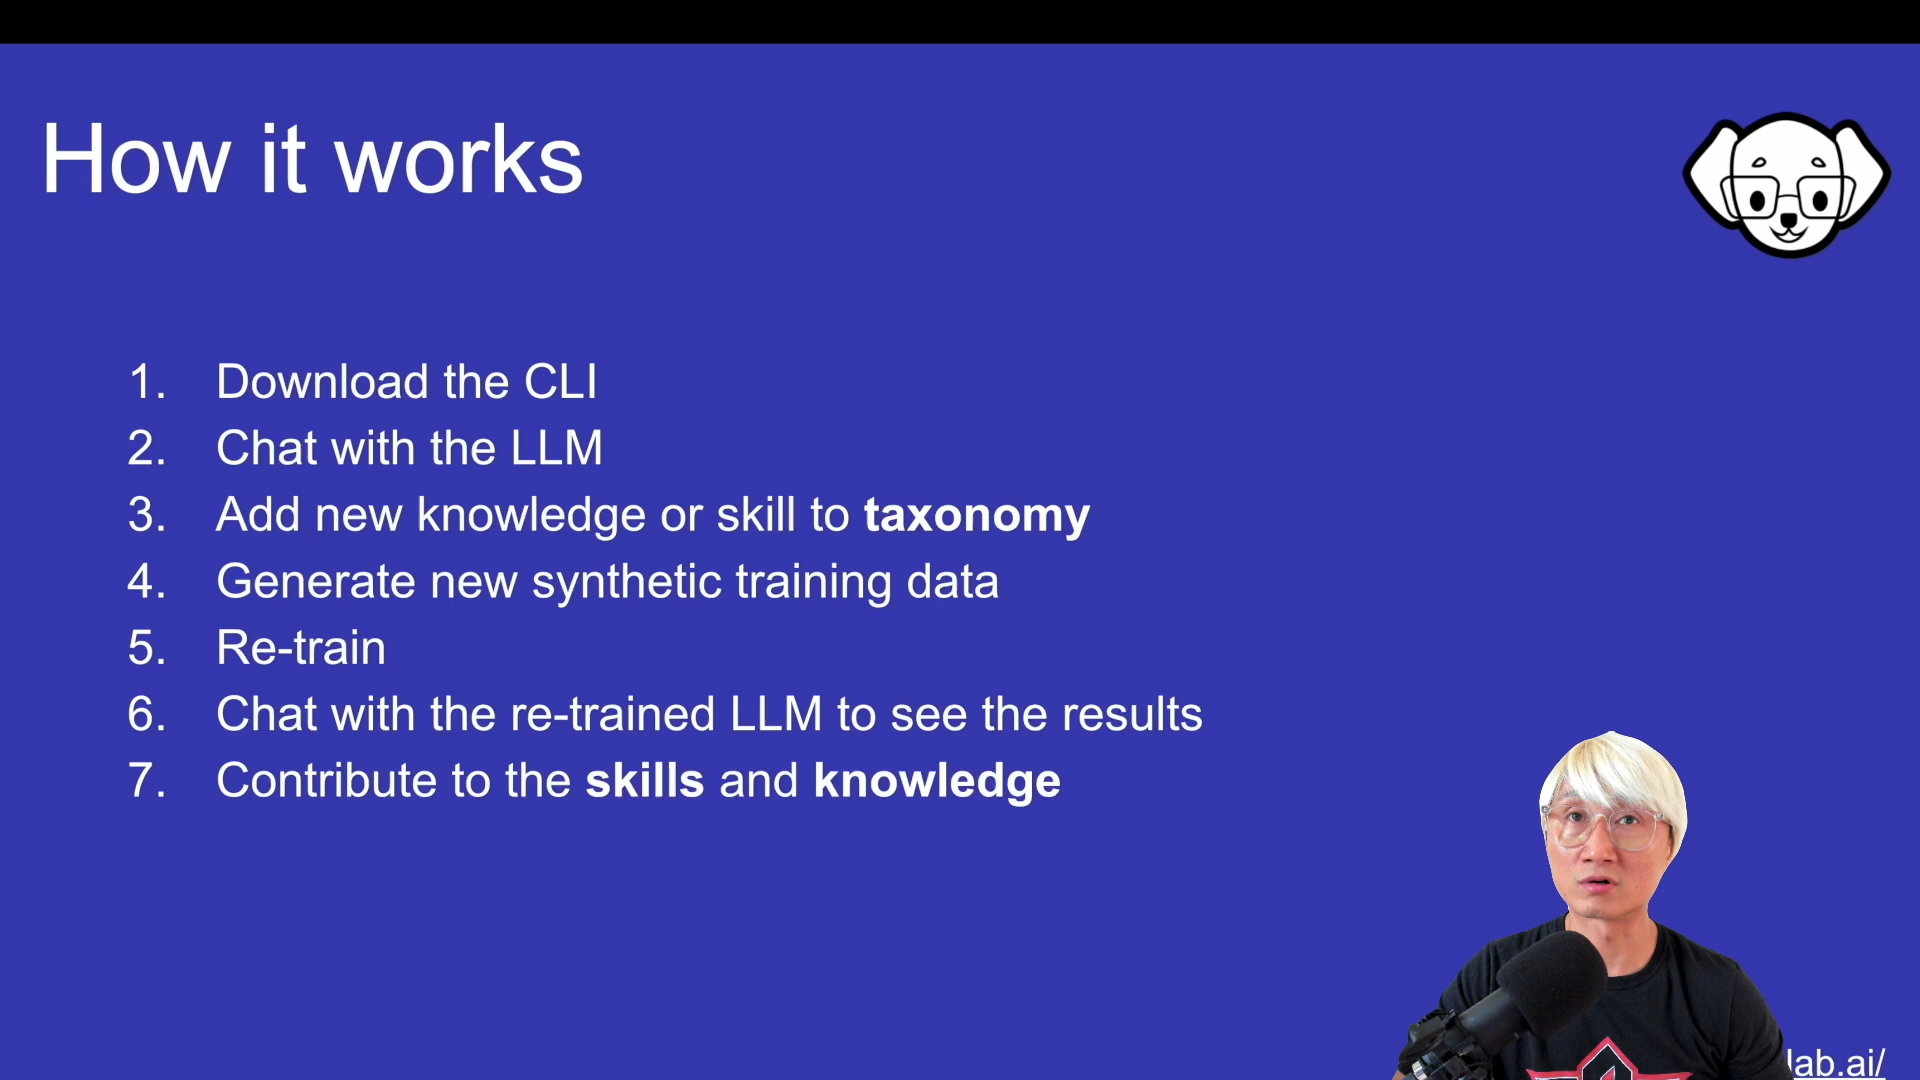 How it works
1. Download the CLI
2. Chat with the LLM
3. Add new knowledge or skill to taxonomy
4. Generate new synthetic training data
5. Re-train
6. Chat with the re-trained LLM to see the results
7. Contribute to the skills and knowledge
lab.ai/